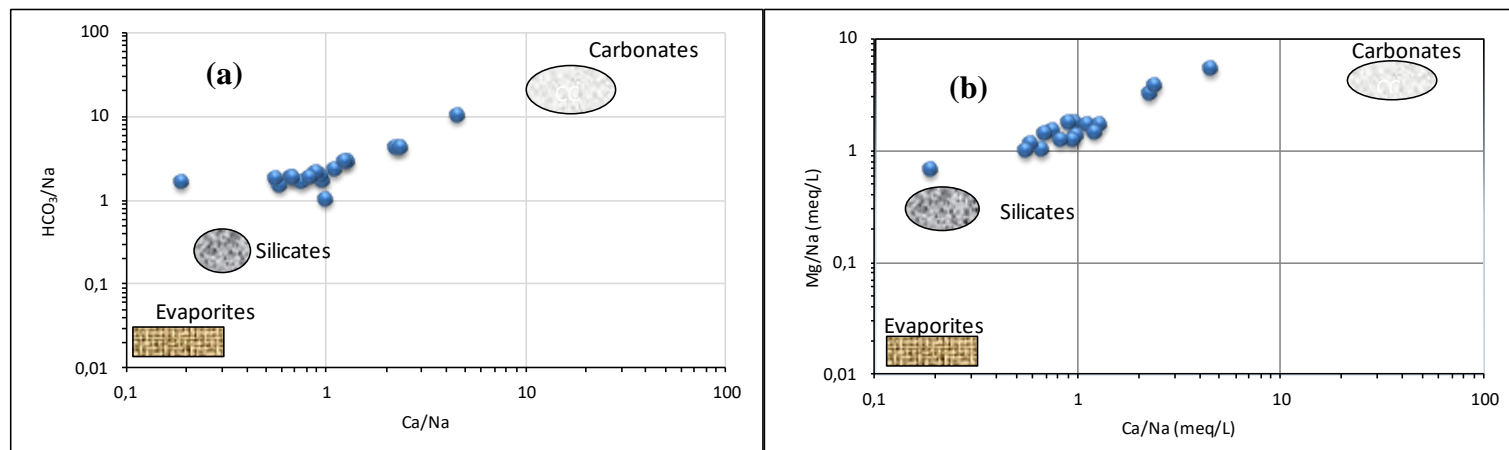 (a)
Carbonates
Silicates
Evaporites
100
10
1
0,1
0,01
HCO₃/Na
0,1
1
10
100
Ca/Na
(b)
Carbonates
Silicates
Evaporites
10
1
0,1
0,01
Mg/Na (meq/L)
0,1
1
10
100
Ca/Na (meq/L)